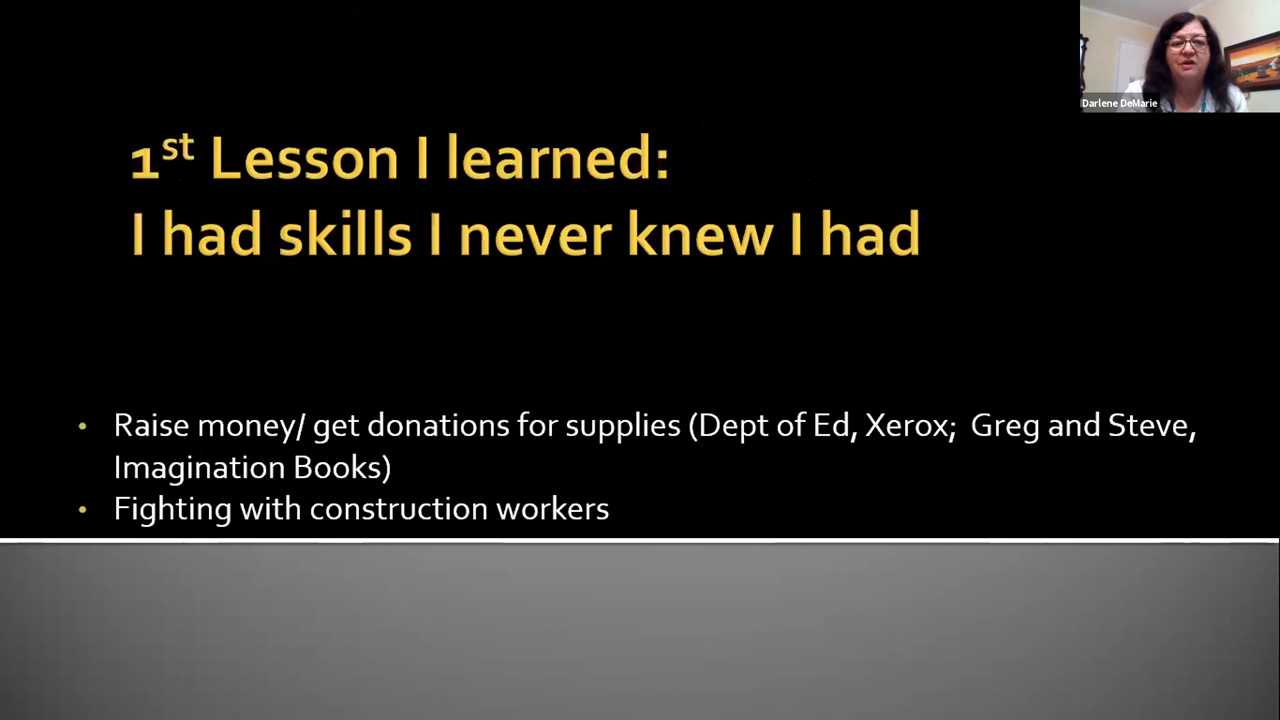 Darlene DeMarie
1st Lesson I learned:
I had skills I never knew I had
• Raise money/ get donations for supplies (Dept of Ed, Xerox; Greg and Steve,
Imagination Books)
• Fighting with construction workers